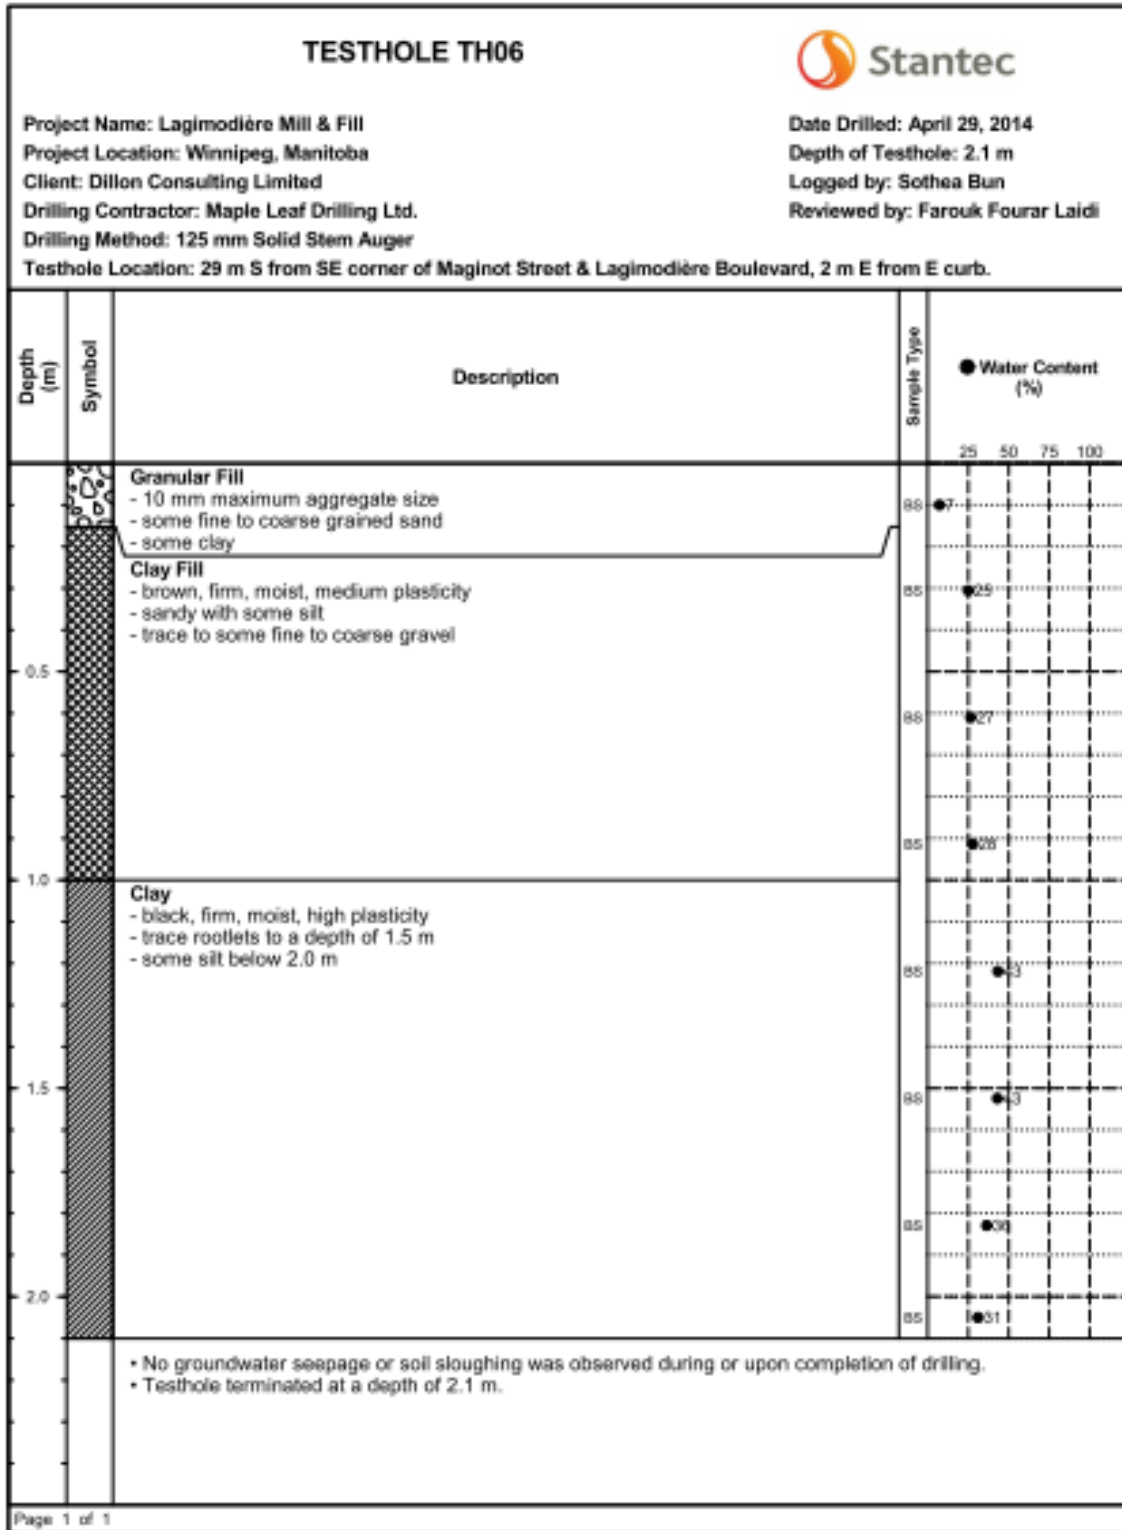 TESTHOLE TH06
Stantec
Project Name: Lagimodière Mill & Fill
Project Location: Winnipeg, Manitoba
Client: Dillon Consulting Limited
Drilling Contractor: Maple Leaf Drilling Ltd.
Drilling Method: 125 mm Solid Stem Auger
Testhole Location: 29 m S from SE corner of Maginot Street & Lagimodière Boulevard, 2 m E from E curb.
Date Drilled: April 29, 2014
Depth of Testhole: 2.1 m
Logged by: Sothea Bun
Reviewed by: Farouk Fourar Laidi
Depth
(m)
Symbol
Description
Sample Type
Water Content
(%)
25 50 75 100
Granular Fill
- 10 mm maximum aggregate size
- some fine to coarse grained sand
- some clay
BS 7
Clay Fill
- brown, firm, moist, medium plasticity
- sandy with some silt
- trace to some fine to coarse gravel
BS 25
0.5
BS 27
BS 28
1.0
Clay
- black, firm, moist, high plasticity
- trace rootlets to a depth of 1.5 m
- some silt below 2.0 m
BS 43
1.5
BS 43
BS 36
2.0
BS 31
• No groundwater seepage or soil sloughing was observed during or upon completion of drilling.
• Testhole terminated at a depth of 2.1 m.
Page 1 of 1